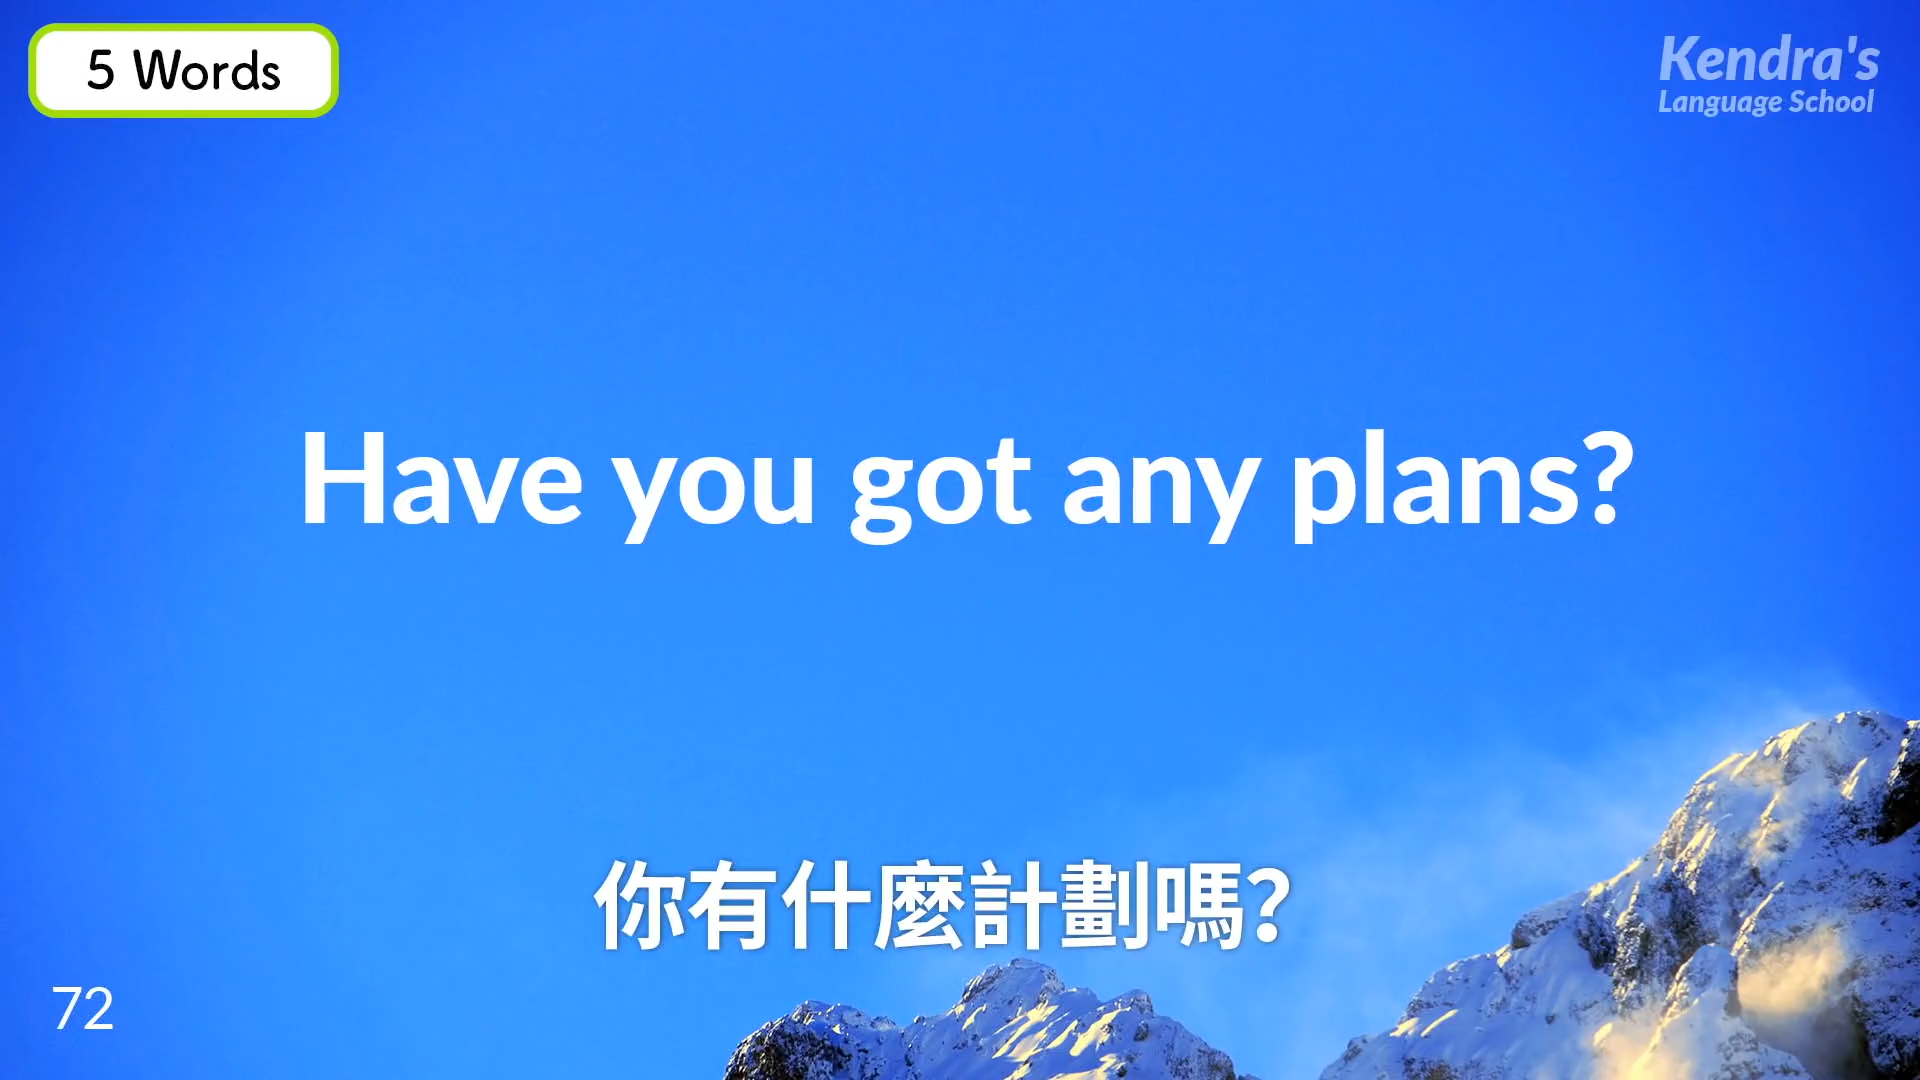 5 Words
Kendra's
Language School
Have you got any plans?
你有什麼計劃嗎?
72